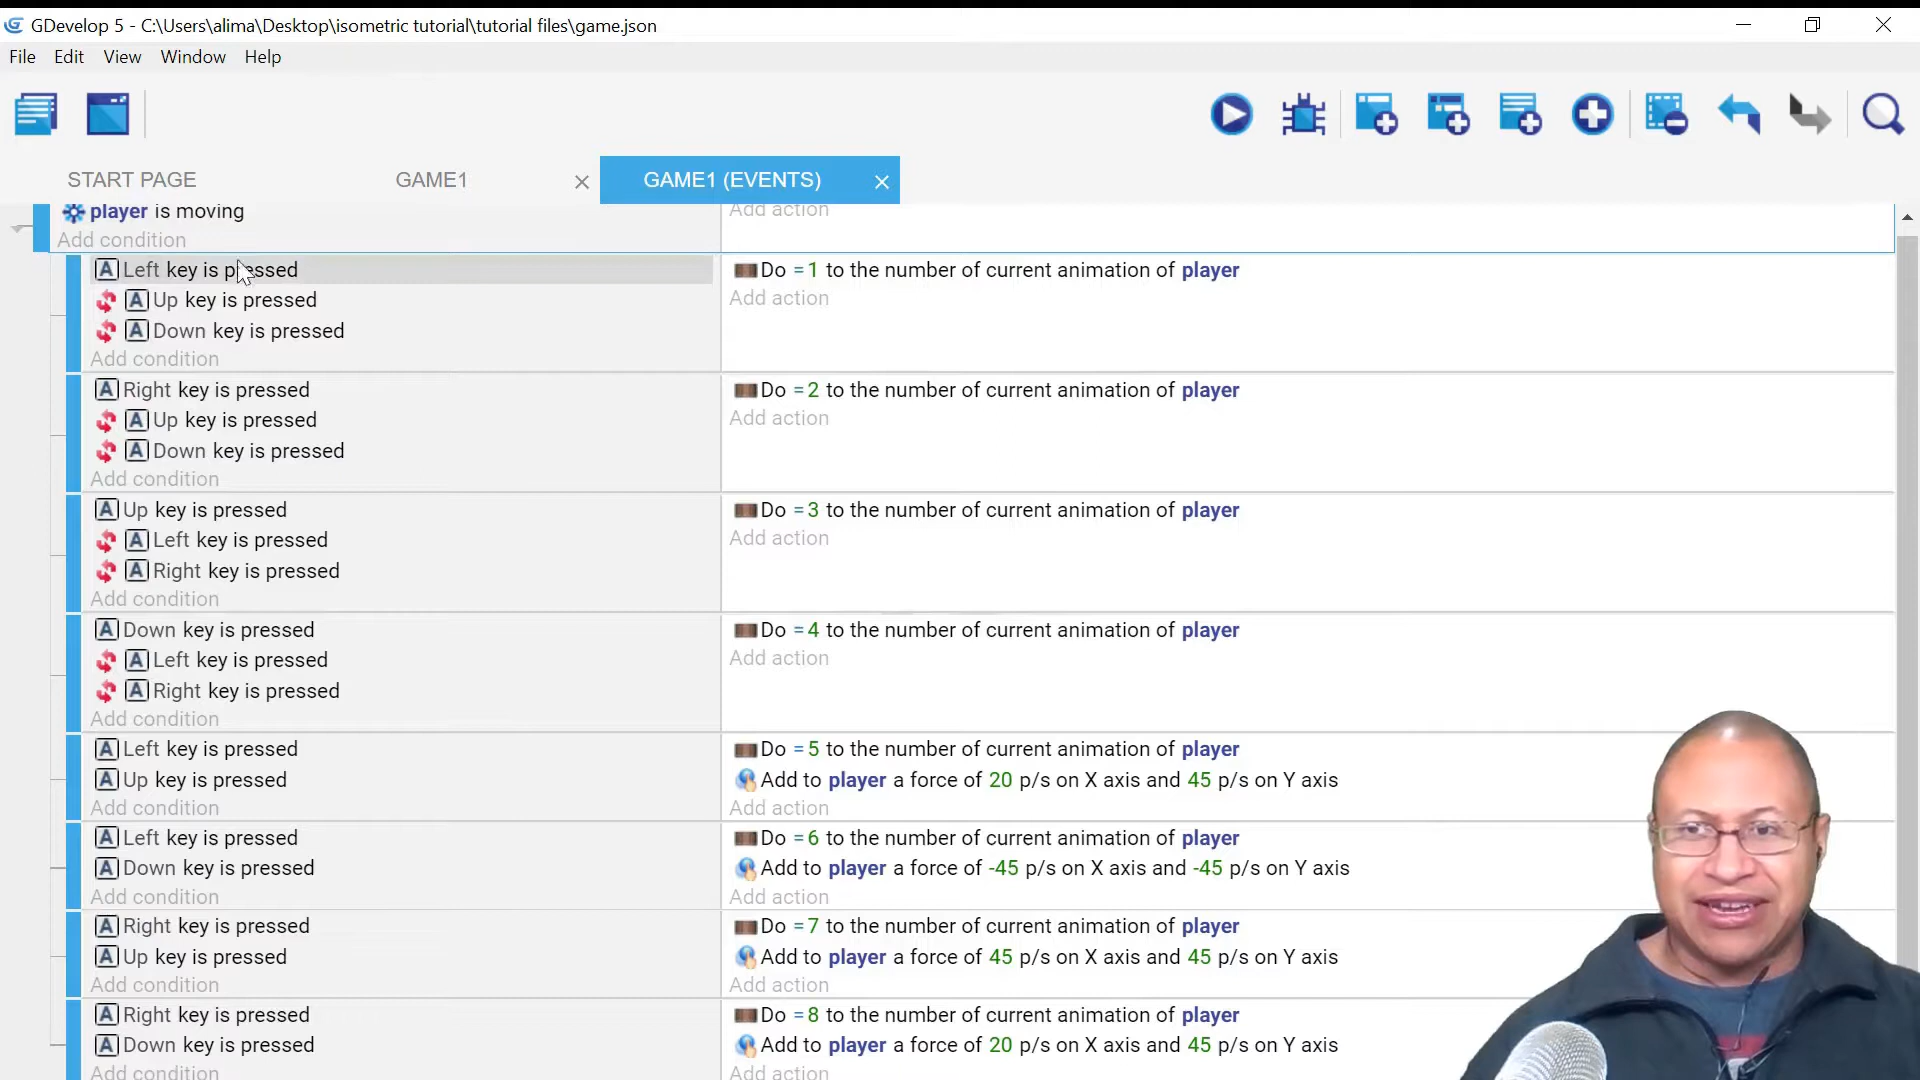 GDevelop 5 - C:\Users\alima\Desktop\isometric tutorial\tutorial files\game.json
File Edit View Window Help
START PAGE GAME1 GAME1 (EVENTS)
player is moving Add action
Add condition
Left key is pressed Do =1 to the number of current animation of player
Up key is pressed Add action
Down key is pressed
Add condition
Right key is pressed Do =2 to the number of current animation of player
Up key is pressed Add action
Down key is pressed
Add condition
Up key is pressed Do =3 to the number of current animation of player
Left key is pressed Add action
Right key is pressed
Add condition
Down key is pressed Do =4 to the number of current animation of player
Left key is pressed Add action
Right key is pressed
Add condition
Left key is pressed Do =5 to the number of current animation of player
Up key is pressed Add to player a force of 20 p/s on X axis and 45 p/s on Y axis
Add condition Add action
Left key is pressed Do =6 to the number of current animation of player
Down key is pressed Add to player a force of -45 p/s on X axis and -45 p/s on Y axis
Add condition Add action
Right key is pressed Do =7 to the number of current animation of player
Up key is pressed Add to player a force of 45 p/s on X axis and 45 p/s on Y axis
Add condition Add action
Right key is pressed Do =8 to the number of current animation of player
Down key is pressed Add to player a force of 20 p/s on X axis and 45 p/s on Y axis
Add condition Add action